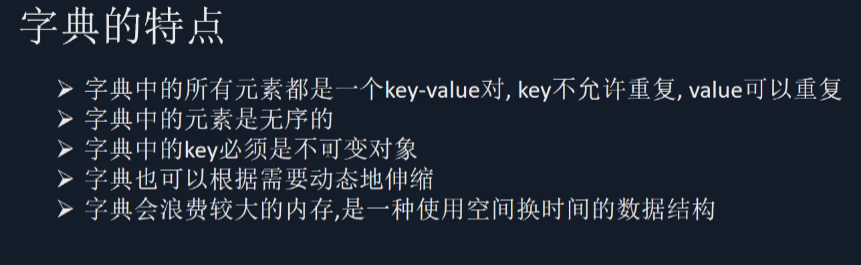 字典的特点
➢ 字典中的所有元素都是一个key-value对, key不允许重复, value可以重复
➢ 字典中的元素是无序的
➢ 字典中的key必须是不可变对象
➢ 字典也可以根据需要动态地伸缩
➢ 字典会浪费较大的内存,是一种使用空间换时间的数据结构